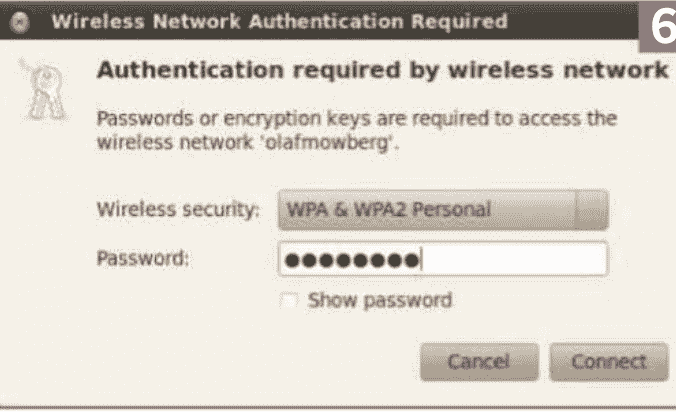 Wireless Network Authentication Required
6
Authentication required by wireless network
Passwords or encryption keys are required to access the
wireless network 'olafmowberg'.
Wireless security: WPA & WPA2 Personal
Password: ●●●●●●●●
Show password
Cancel Connect